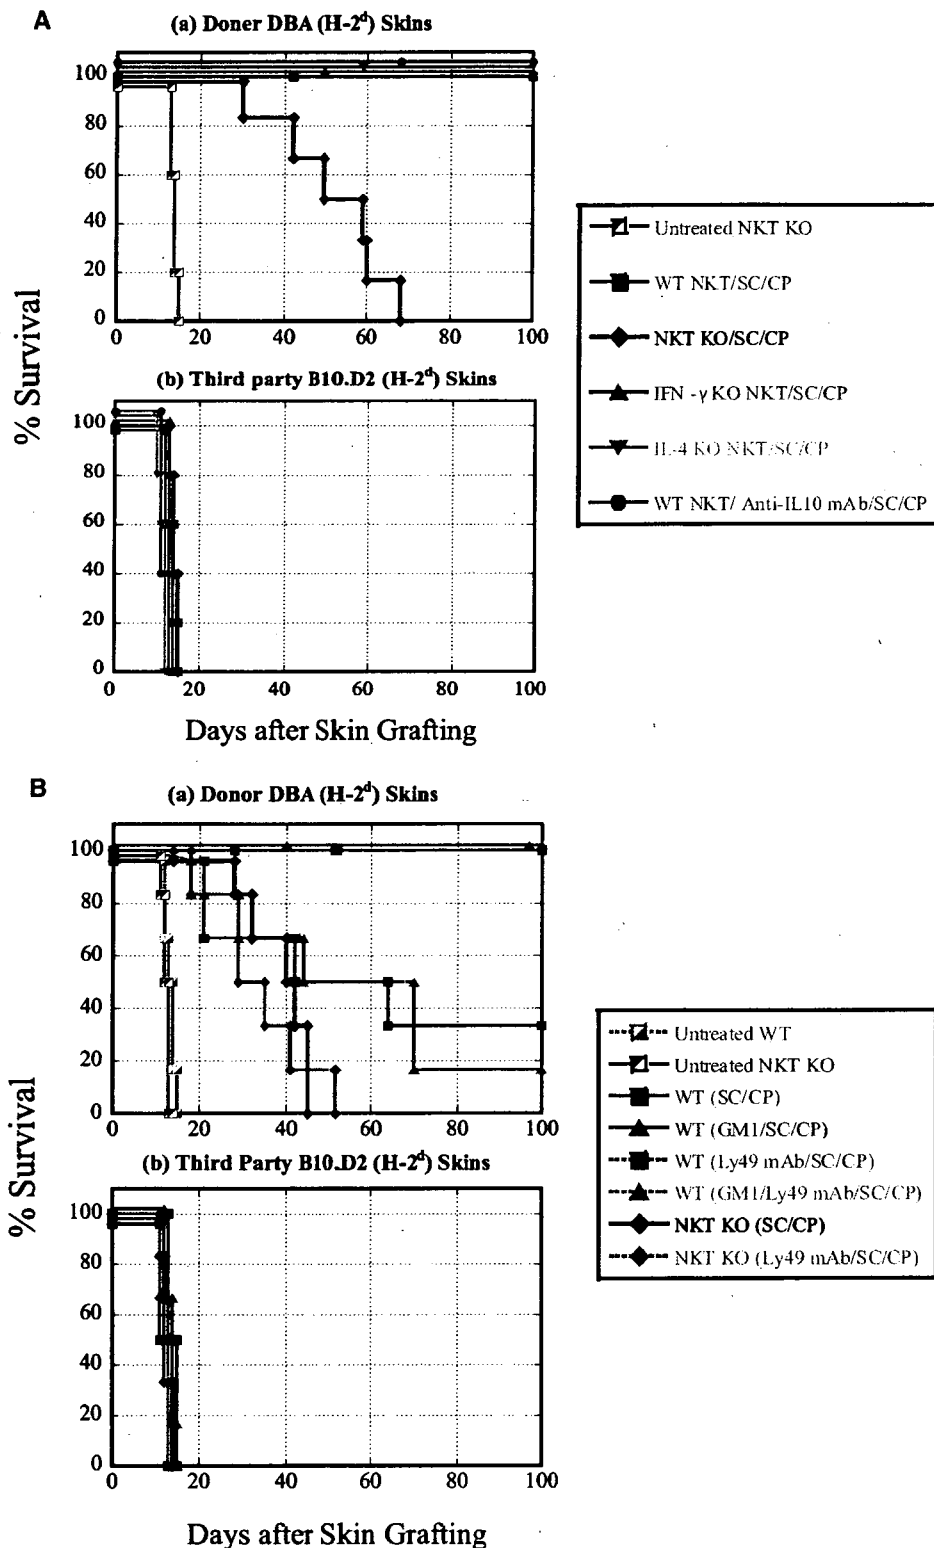 A
(a) Doner DBA (H-2d) Skins
100
80
60
40
20
0
0 20 40 60 80 100
(b) Third party B10.D2 (H-2d) Skins
100
80
60
40
20
0
0 20 40 60 80 100
% Survival
Days after Skin Grafting
Untreated NKT KO
WT NKT/SC/CP
NKT KO/SC/CP
IFN -γ KO NKT/SC/CP
IL-4 KO NKT/SC/CP
WT NKT/ Anti-IL10 mAb/SC/CP
B
(a) Donor DBA (H-2d) Skins
100
80
60
40
20
0
0 20 40 60 80 100
(b) Third Party B10.D2 (H-2d) Skins
100
80
60
40
20
0
0 20 40 60 80 100
% Survival
Days after Skin Grafting
Untreated WT
Untreated NKT KO
WT (SC/CP)
WT (GM1/SC/CP)
WT (Ly49 mAb/SC/CP)
WT (GM1/Ly49 mAb/SC/CP)
NKT KO (SC/CP)
NKT KO (Ly49 mAb/SC/CP)